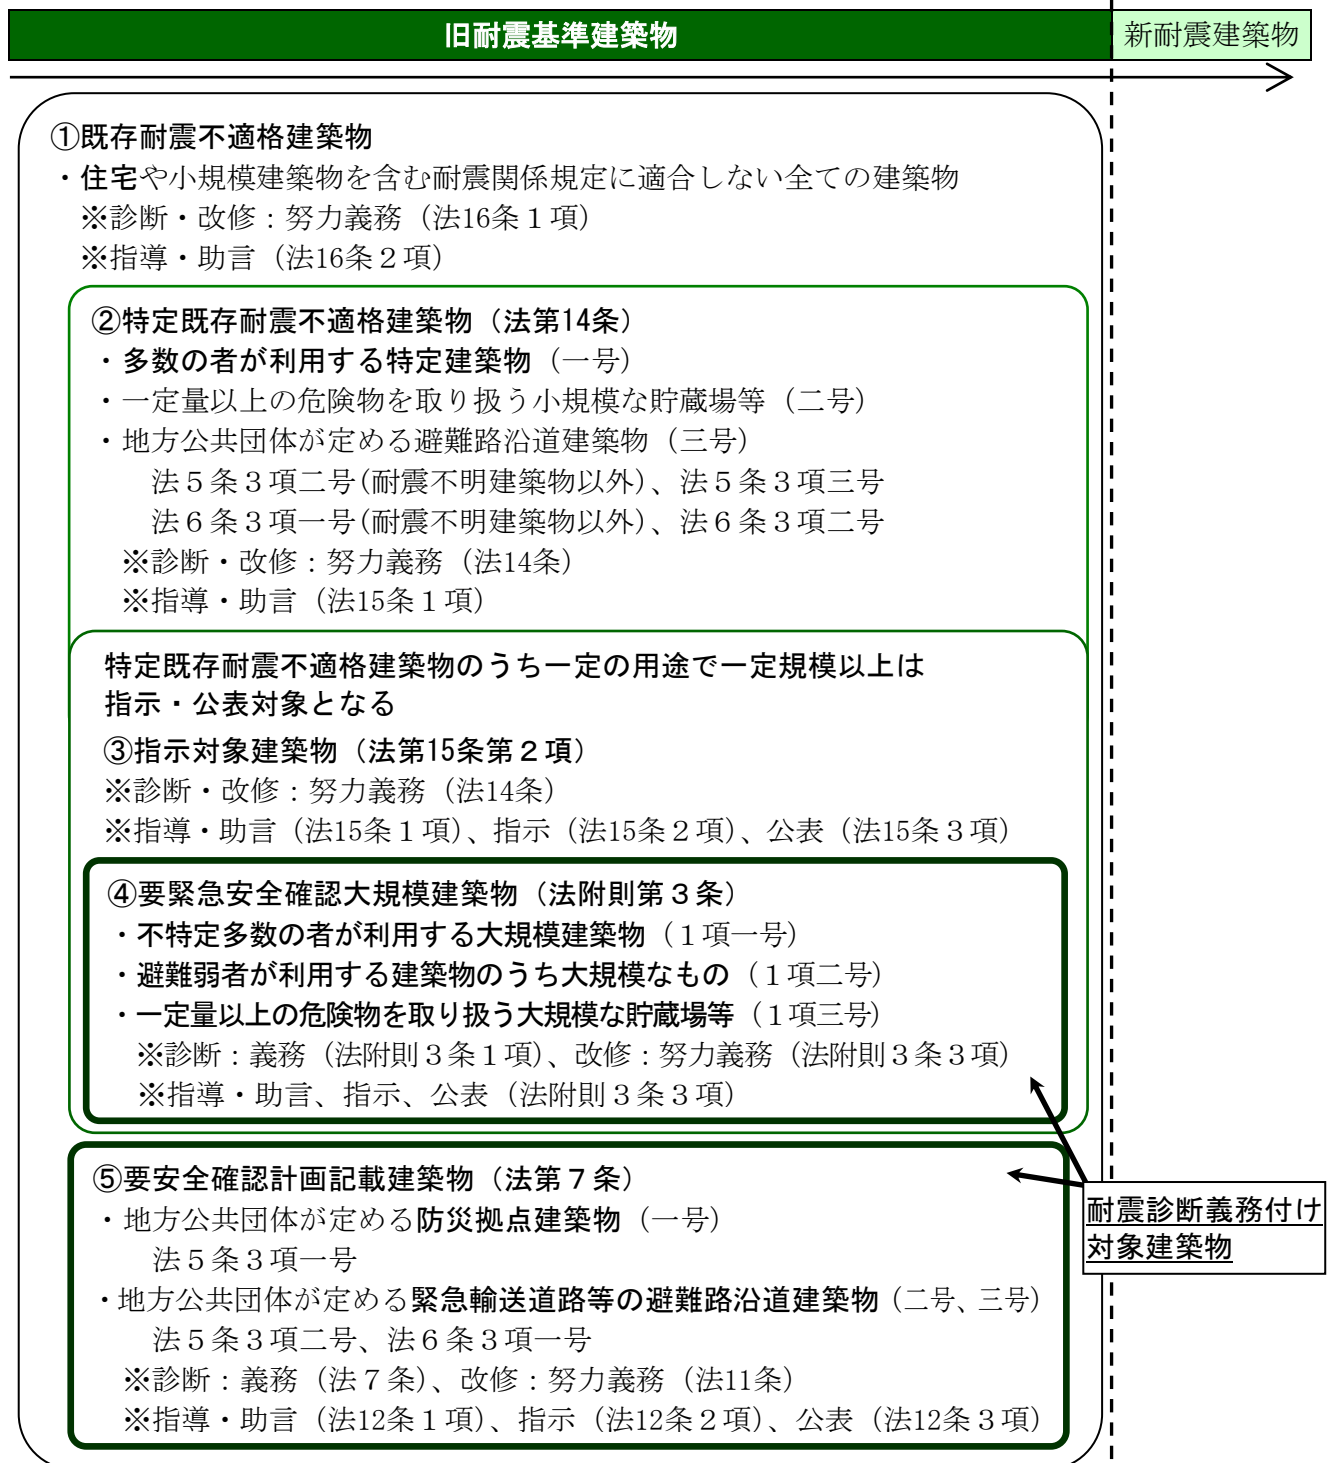 旧耐震基準建築物
新耐震建築物
①既存耐震不適格建築物
・住宅や小規模建築物を含む耐震関係規定に適合しない全ての建築物
※診断・改修：努力義務（法16条１項）
※指導・助言（法16条２項）
②特定既存耐震不適格建築物（法第14条）
・多数の者が利用する特定建築物（一号）
・一定量以上の危険物を取り扱う小規模な貯蔵場等（二号）
・地方公共団体が定める避難路沿道建築物（三号）
法５条３項二号(耐震不明建築物以外)、法５条３項三号
法６条３項一号(耐震不明建築物以外)、法６条３項二号
※診断・改修：努力義務（法14条）
※指導・助言（法15条１項）
特定既存耐震不適格建築物のうち一定の用途で一定規模以上は
指示・公表対象となる
③指示対象建築物（法第15条第２項）
※診断・改修：努力義務（法14条）
※指導・助言（法15条１項）、指示（法15条２項）、公表（法15条３項）
④要緊急安全確認大規模建築物（法附則第３条）
・不特定多数の者が利用する大規模建築物（１項一号）
・避難弱者が利用する建築物のうち大規模なもの（１項二号）
・一定量以上の危険物を取り扱う大規模な貯蔵場等（１項三号）
※診断：義務（法附則３条１項）、改修：努力義務（法附則３条３項）
※指導・助言、指示、公表（法附則３条３項）
⑤要安全確認計画記載建築物（法第７条）
・地方公共団体が定める防災拠点建築物（一号）
法５条３項一号
・地方公共団体が定める緊急輸送道路等の避難路沿道建築物（二号、三号）
法５条３項二号、法６条３項一号
※診断：義務（法７条）、改修：努力義務（法11条）
※指導・助言（法12条１項）、指示（法12条２項）、公表（法12条３項）
耐震診断義務付け
対象建築物